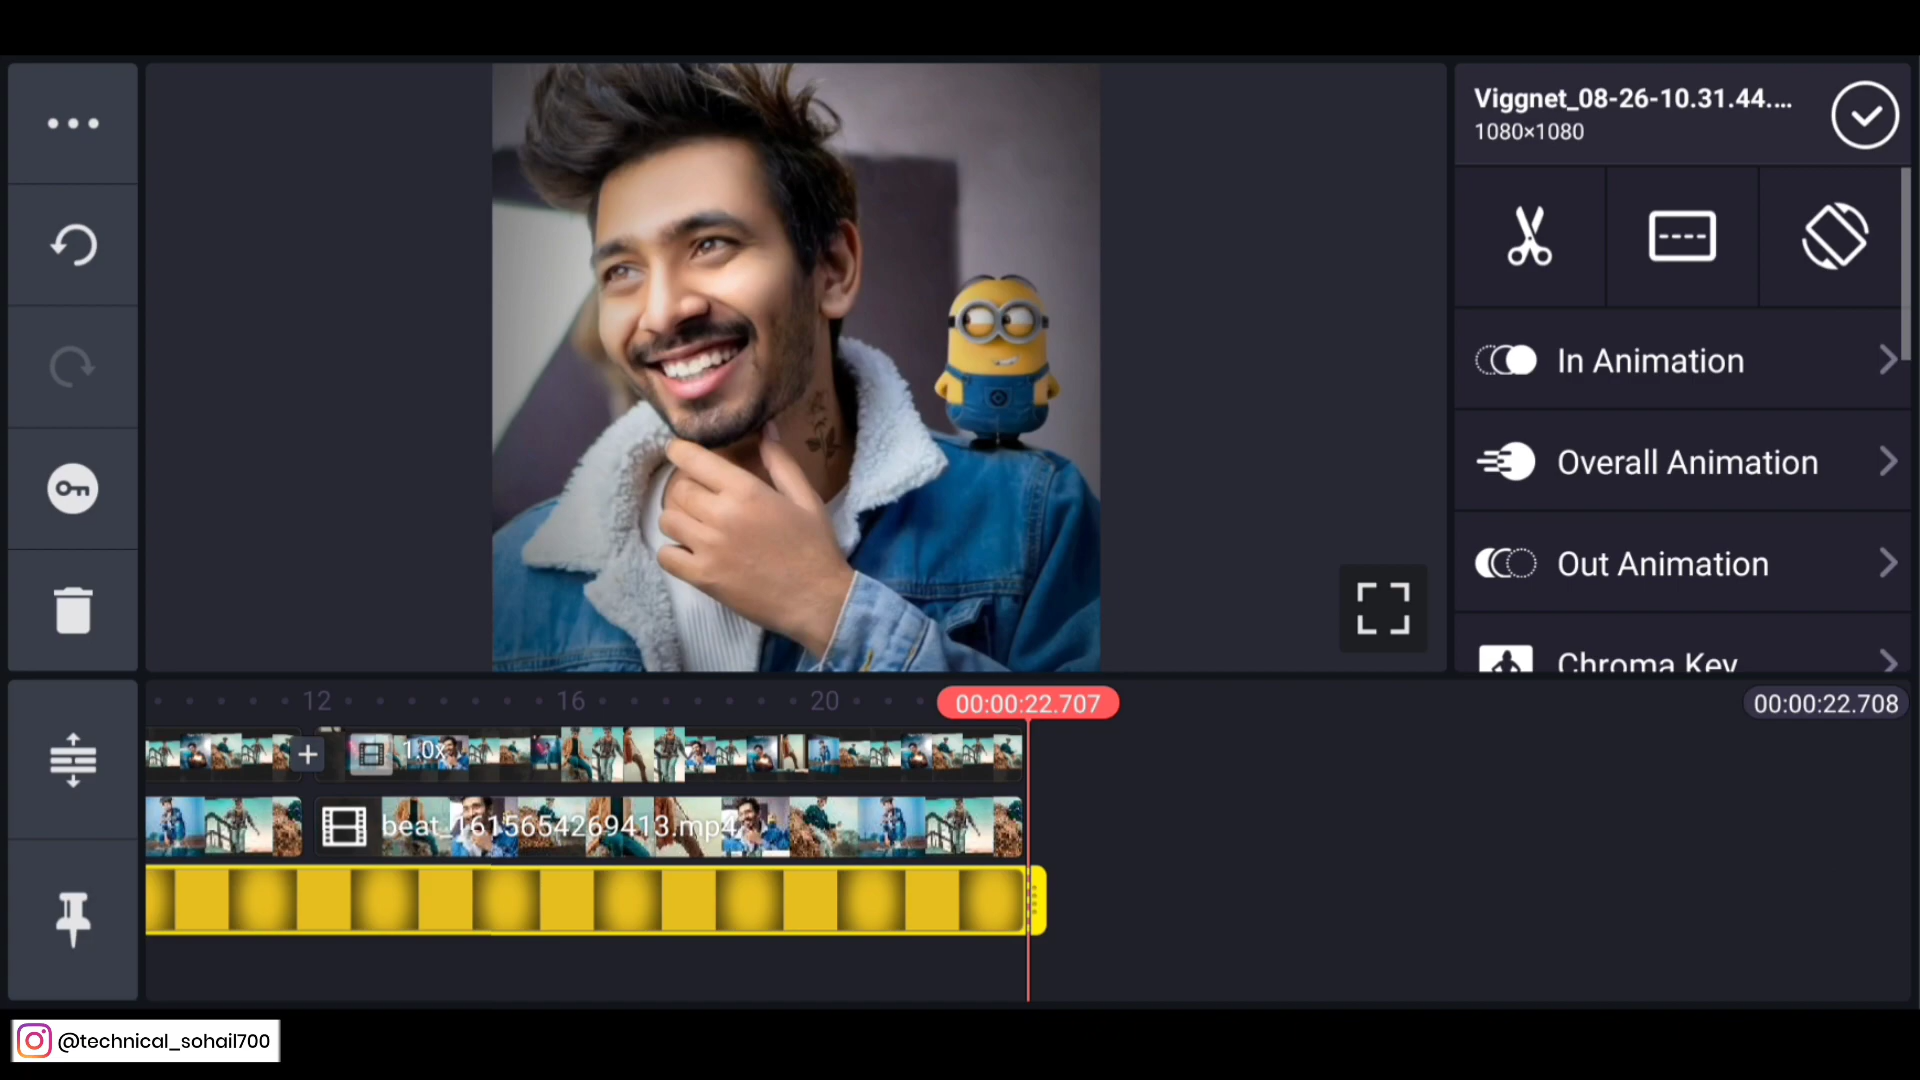 Viggnet_08-26-10.31.44....
1080×1080
In Animation
Overall Animation
Out Animation
Chroma Key
12
16
20
00:00:22.707
00:00:22.708
1.0x
beat_1615654269413.mp4
@technical_sohail700